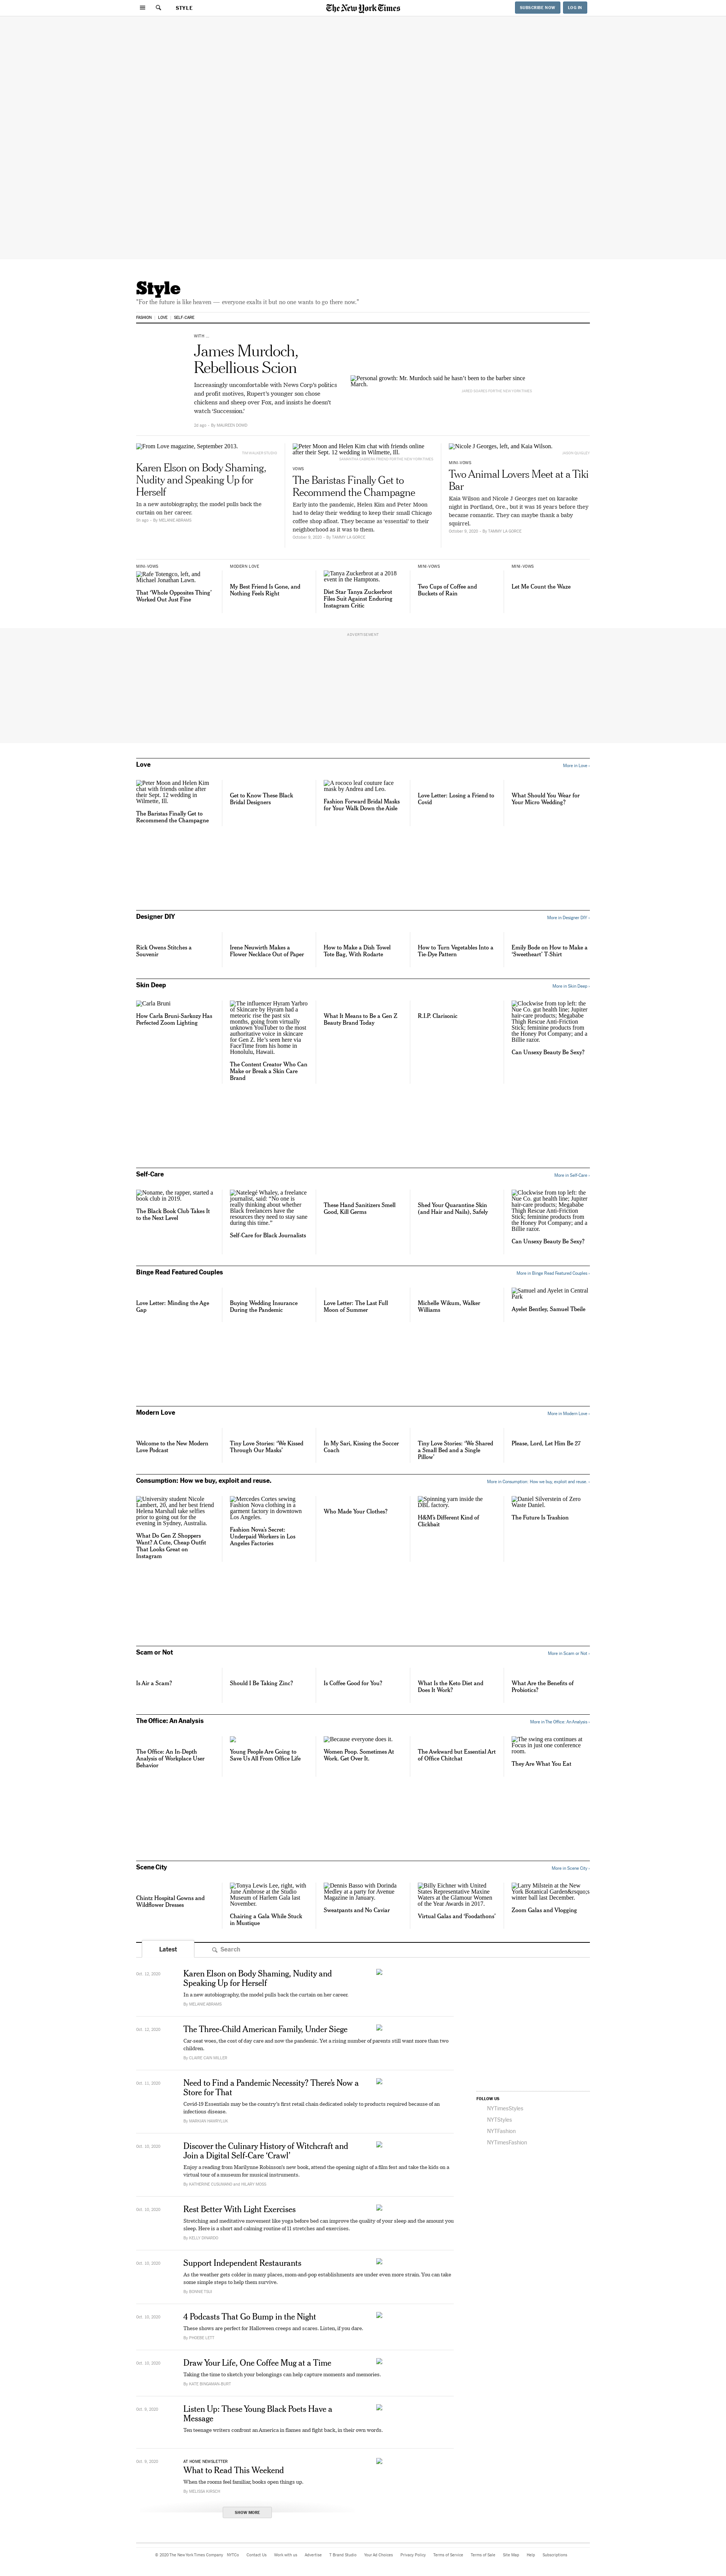 STYLE
The New York Times
SUBSCRIBE NOW
LOG IN
Style
“For the future is like heaven — everyone exalts it but no one wants to go there now.”
FASHION
LOVE
SELF-CARE
WITH ...
James Murdoch,
Rebellious Scion
Increasingly uncomfortable with News Corp’s politics
and profit motives, Rupert’s younger son chose
chickens and sheep over Fox, and insists he doesn’t
watch ‘Succession.’
By MAUREEN DOWD
Personal growth: Mr. Murdoch said he hasn’t been to the barber since
March.
From Love magazine, September 2013.
Karen Elson on Body Shaming,
Nudity and Speaking Up for
Herself
In a new autobiography, the model pulls back the
curtain on her career.
By MELANIE ABRAMS
Peter Moon and Helen Kim chat with friends online
after their Sept. 12 wedding in Wilmette, Ill.
VOWS
The Baristas Finally Get to
Recommend the Champagne
Early into the pandemic, Helen Kim and Peter Moon
had to delay their wedding to keep their small Chicago
coffee shop afloat. They became so ‘essential’ to their
neighborhood as it was to them.
October 9, 2020 – By TAMMY LA GORCE
Nicole J Georges, left, and Kaia Wilson.
MINI-VOWS
Two Animal Lovers Meet at a Tiki
Bar
Kaia Wilson and Nicole J Georges met on karaoke
night in Portland, Ore., but it was 16 years before they
became romantic. They can maybe thank a baby
squirrel.
October 9, 2020 – By TAMMY LA GORCE
MINI-VOWS
Rafe Totengco, left, and
Michael Jonathan Lawn.
That ‘Whole Opposites Thing’
Worked Out Just Fine
MODERN LOVE
My Best Friend Is Gone, and
Nothing Feels Right
Tanya Zuckerbrot at a 2018
event in the Hamptons.
Diet Star Tanya Zuckerbrot
Files Suit Against Enduring
Instagram Critic
MINI-VOWS
Two Cups of Coffee and
Buckets of Rain
MINI-VOWS
Let Me Count the Waze
ADVERTISEMENT
Love
More in Love ›
Peter Moon and Helen Kim
chat with friends online after
their Sept. 12 wedding in
Wilmette, Ill.
The Baristas Finally Get to
Recommend the Champagne
Get to Know These Black
Bridal Designers
A rococo leaf couture face
mask by Andrea and Leo.
Fashion Forward Bridal Masks
for Your Walk Down the Aisle
Love Letter: Losing a Friend to
Covid
What Should You Wear for
Your Micro Wedding?
Designer DIY
More in Designer DIY ›
Rick Owens Stitches a
Souvenir
Irene Neuwirth Makes a
Flower Necklace Out of Paper
How to Make a Dish Towel
Tote Bag, With Rodarte
How to Turn Vegetables Into a
Tie-Dye Pattern
Emily Bode on How to Make a
‘Sweetheart’ T-Shirt
Skin Deep
More in Skin Deep ›
Carla Bruni
How Carla Bruni-Sarkozy Has
Perfected Zoom Lighting
The influencer Hyram Yarbro
of Skincare by Hyram had a
meteoric rise the past six
months, going from virtually
unknown YouTuber to the most
authoritative voice in skincare
for Gen Z. He’s seen here via
FaceTime from his home in
Honolulu, Hawaii.
The Content Creator Who Can
Make or Break a Skin Care
Brand
What It Means to Be a Gen Z
Beauty Brand Today
R.I.P. Clarisonic
Clockwise from top left: the
Nue Co. gut health line; Jupiter
hair-care products; Megababe
Thigh Rescue Anti-Friction
Stick; feminine products from
the Honey Pot Company; and a
Billie razor.
Can Unsexy Beauty Be Sexy?
Self-Care
More in Self-Care ›
Noname, the rapper, started a
book club in 2019.
The Black Book Club Takes It
to the Next Level
Natelegé Whaley, a freelance
journalist, said: “No one is
really thinking about whether
Black freelancers have the
resources they need to stay sane
during this time.”
Self-Care for Black Journalists
These Hand Sanitizers Smell
Good, Kill Germs
Shed Your Quarantine Skin
(and Hair and Nails), Safely
Clockwise from top left: the
Nue Co. gut health line; Jupiter
hair-care products; Megababe
Thigh Rescue Anti-Friction
Stick; feminine products from
the Honey Pot Company; and a
Billie razor.
Can Unsexy Beauty Be Sexy?
Binge Read Featured Couples
More in Binge Read Featured Couples ›
Love Letter: Minding the Age
Gap
Buying Wedding Insurance
During the Pandemic
Love Letter: The Last Full
Moon of Summer
Michelle Wikum, Walker
Williams
Samuel and Ayelet in Central
Park
Ayelet Bentley, Samuel Tbeile
Modern Love
More in Modern Love ›
Welcome to the New Modern
Love Podcast
Tiny Love Stories: ‘We Kissed
Through Our Masks’
In My Sari, Kissing the Soccer
Coach
Tiny Love Stories: ‘We Shared
a Small Bed and a Single
Pillow’
Please, Lord, Let Him Be 27
Consumption: How we buy, exploit and reuse.
More in Consumption: How we buy, exploit and reuse. ›
University student Nicole
Lambert, 20, and her best friend
Helena Marshall take selfies
prior to going out for the
evening in Sydney, Australia.
What Do Gen Z Shoppers
Want? A Cute, Cheap Outfit
That Looks Great on
Instagram
Mercedes Cortes sewing
Fashion Nova clothing in a
garment factory in downtown
Los Angeles.
Fashion Nova’s Secret:
Underpaid Workers in Los
Angeles Factories
Who Made Your Clothes?
Spinning yarn inside the
DBL factory.
H&M’s Different Kind of
Clickbait
Daniel Silverstein of Zero
Waste Daniel.
The Future Is Trashion
Scam or Not
More in Scam or Not ›
Is Air a Scam?
Should I Be Taking Zinc?
Is Coffee Good for You?
What Is the Keto Diet and
Does It Work?
What Are the Benefits of
Probiotics?
The Office: An Analysis
More in The Office: An Analysis ›
The Office: An In-Depth
Analysis of Workplace User
Behavior
Young People Are Going to
Save Us All From Office Life
Because everyone does it.
Women Poop. Sometimes At
Work. Get Over It.
The Awkward but Essential Art
of Office Chitchat
The swing era continues at
Focus in just one conference
room.
They Are What You Eat
Scene City
More in Scene City ›
Chintz Hospital Gowns and
Wildflower Dresses
Tonya Lewis Lee, right, with
June Ambrose at the Studio
Museum of Harlem Gala last
November.
Chairing a Gala While Stuck
in Mustique
Dennis Basso with Dorinda
Medley at a party for Avenue
Magazine in January.
Sweatpants and No Caviar
Billy Eichner with United
States Representative Maxine
Waters at the Glamour Women
of the Year Awards in 2017.
Virtual Galas and ‘Foodathons’
Larry Milstein at the New
York Botanical Garden&rsquo;s
winter ball last December.
Zoom Galas and Vlogging
Latest
Search
Oct. 12, 2020
Karen Elson on Body Shaming, Nudity and
Speaking Up for Herself
In a new autobiography, the model pulls back the curtain on her career.
By MELANIE ABRAMS
The Three-Child American Family, Under Siege
Car-seat woes, the cost of day care and now the pandemic. Yet a rising number of parents still want more than two
children.
By CLAIRE CAIN MILLER
Oct. 11, 2020
Need to Find a Pandemic Necessity? There’s Now a
Store for That
Covid-19 Essentials may be the country’s first retail chain dedicated solely to products required because of an
infectious disease.
By MARKIAN HAWRYLUK
Oct. 10, 2020
Discover the Culinary History of Witchcraft and
Join a Digital Self-Care ‘Crawl’
Enjoy a reading from Marilynne Robinson’s new book, attend the opening night of a film fest and take the kids on a
virtual tour of a museum for musical instruments.
By KATHERINE CUSUMANO and HILARY MOSS
Oct. 10, 2020
Rest Better With Light Exercises
Stretching and movement like yoga before bed can improve the quality of your sleep and the amount you
sleep. Here is a short and calming routine of 11 stretches and exercises.
By KELLY DINARDO
Oct. 10, 2020
Support Independent Restaurants
As the weather gets colder in many places, mom-and-pop establishments are under even more strain. You can take
some simple steps to help them survive.
By BONNIE TSUI
Oct. 10, 2020
4 Podcasts That Go Bump in the Night
These shows are perfect for Halloween creeps and scares. Listen, if you dare.
By PHOEBE LETT
Oct. 10, 2020
Draw Your Life, One Coffee Mug at a Time
Taking the time to sketch your belongings can help capture moments and memories.
Oct. 9, 2020
Listen Up: These Young Black Poets Have a
Message
Ten teenage writers confront an America in flames and fight back, in their own words.
Oct. 9, 2020
AT HOME NEWSLETTER
What to Read This Weekend
When the rooms feel familiar, books open things up.
By MELISSA KIRSCH
SHOW MORE
FOLLOW US
NYTimesStyles
NYTStyles
NYTFashion
NYTimesFashion
© 2020 The New York Times Company
NYTCo
Contact Us
Work with us
Advertise
T Brand Studio
Your Ad Choices
Privacy Policy
Terms of Service
Terms of Sale
Site Map
Help
Subscriptions